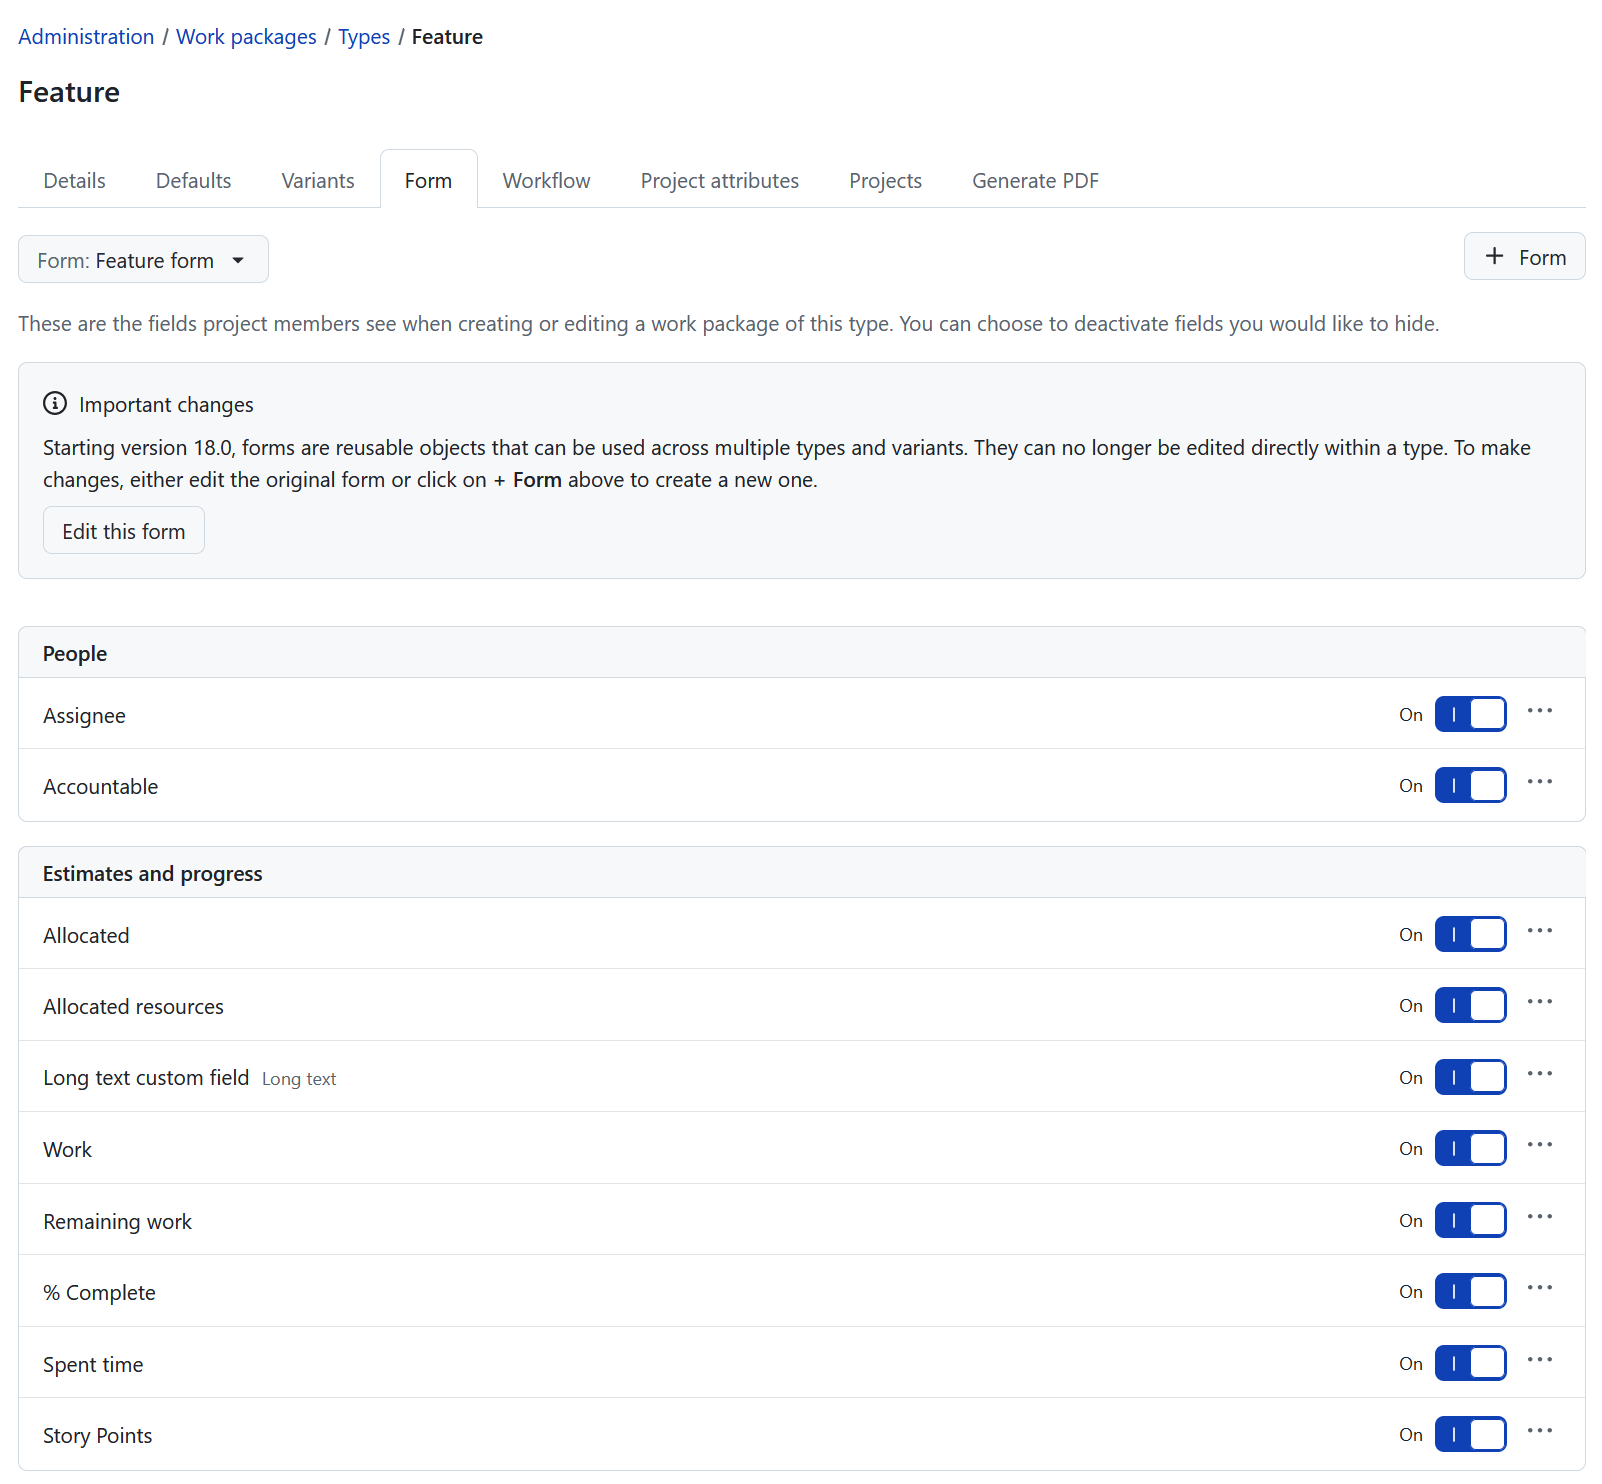 Administration / Work packages / Types / Feature
Feature
Details Defaults Variants Form Workflow Project attributes Projects Generate PDF
Form: Feature form
+ Form
These are the fields project members see when creating or editing a work package of this type. You can choose to deactivate fields you would like to hide.
Important changes
Starting version 18.0, forms are reusable objects that can be used across multiple types and variants. They can no longer be edited directly within a type. To make
changes, either edit the original form or click on + Form above to create a new one.
Edit this form
People
Assignee On
Accountable On
Estimates and progress
Allocated On
Allocated resources On
Long text custom field Long text On
Work On
Remaining work On
% Complete On
Spent time On
Story Points On